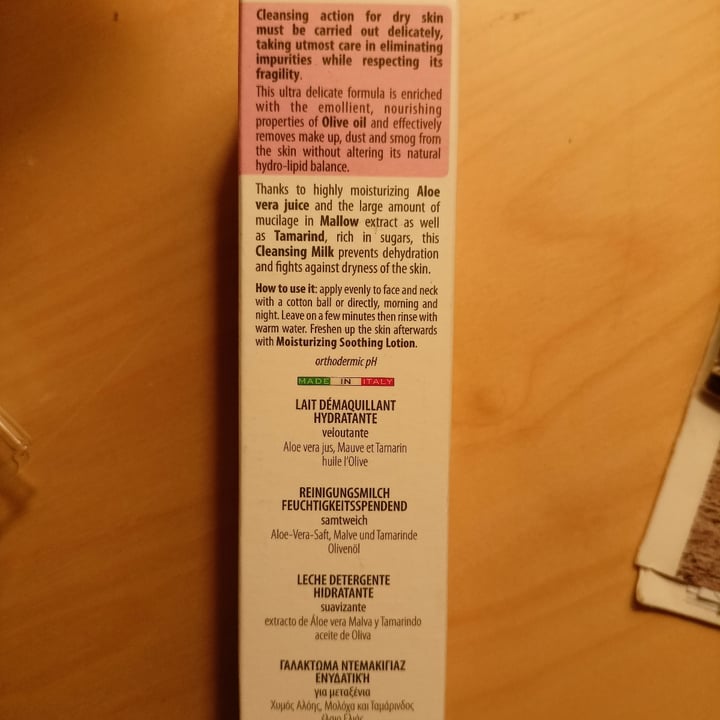 Cleansing action for dry skin
must be carried out delicately,
taking utmost care in eliminating
impurities while respecting its
fragility.
This ultra delicate formula is enriched
with the emollient, nourishing
properties of Olive oil and effectively
removes make up, dust and smog from
the skin without altering its natural
hydro-lipid balance.
Thanks to highly moisturizing Aloe
vera juice and the large amount of
mucilage in Mallow extract as well
as Tamarind, rich in sugars, this
Cleansing Milk prevents dehydration
and fights against dryness of the skin.
How to use it: apply evenly to face and neck
with a cotton ball or directly, morning and
night. Leave on a few minutes then rinse with
warm water. Freshen up the skin afterwards
with Moisturizing Soothing Lotion.
orthodermic pH
MADE IN ITALY
LAIT DÉMAQUILLANT
HYDRATANTE
veloutante
Aloe vera jus, Mauve et Tamarin
huile l'Olive
REINIGUNGSMILCH
FEUCHTIGKEITSSPENDEND
samtweich
Aloe-Vera-Saft, Malve und Tamarinde
Olivenöl
LECHE DETERGENTE
HIDRATANTE
suavizante
extracto de Áloe vera Malva y Tamarindo
aceite de Oliva
ΓΑΛΑΚΤΩΜΑ ΝΤΕΜΑΚΙΓΙΑΖ
ΕΝΥΔΑΤΙΚΉ
για μεταξένια
Χυμός Αλόης, Μολόχα και Ταμάρινδος
έλαιο Ελιάς